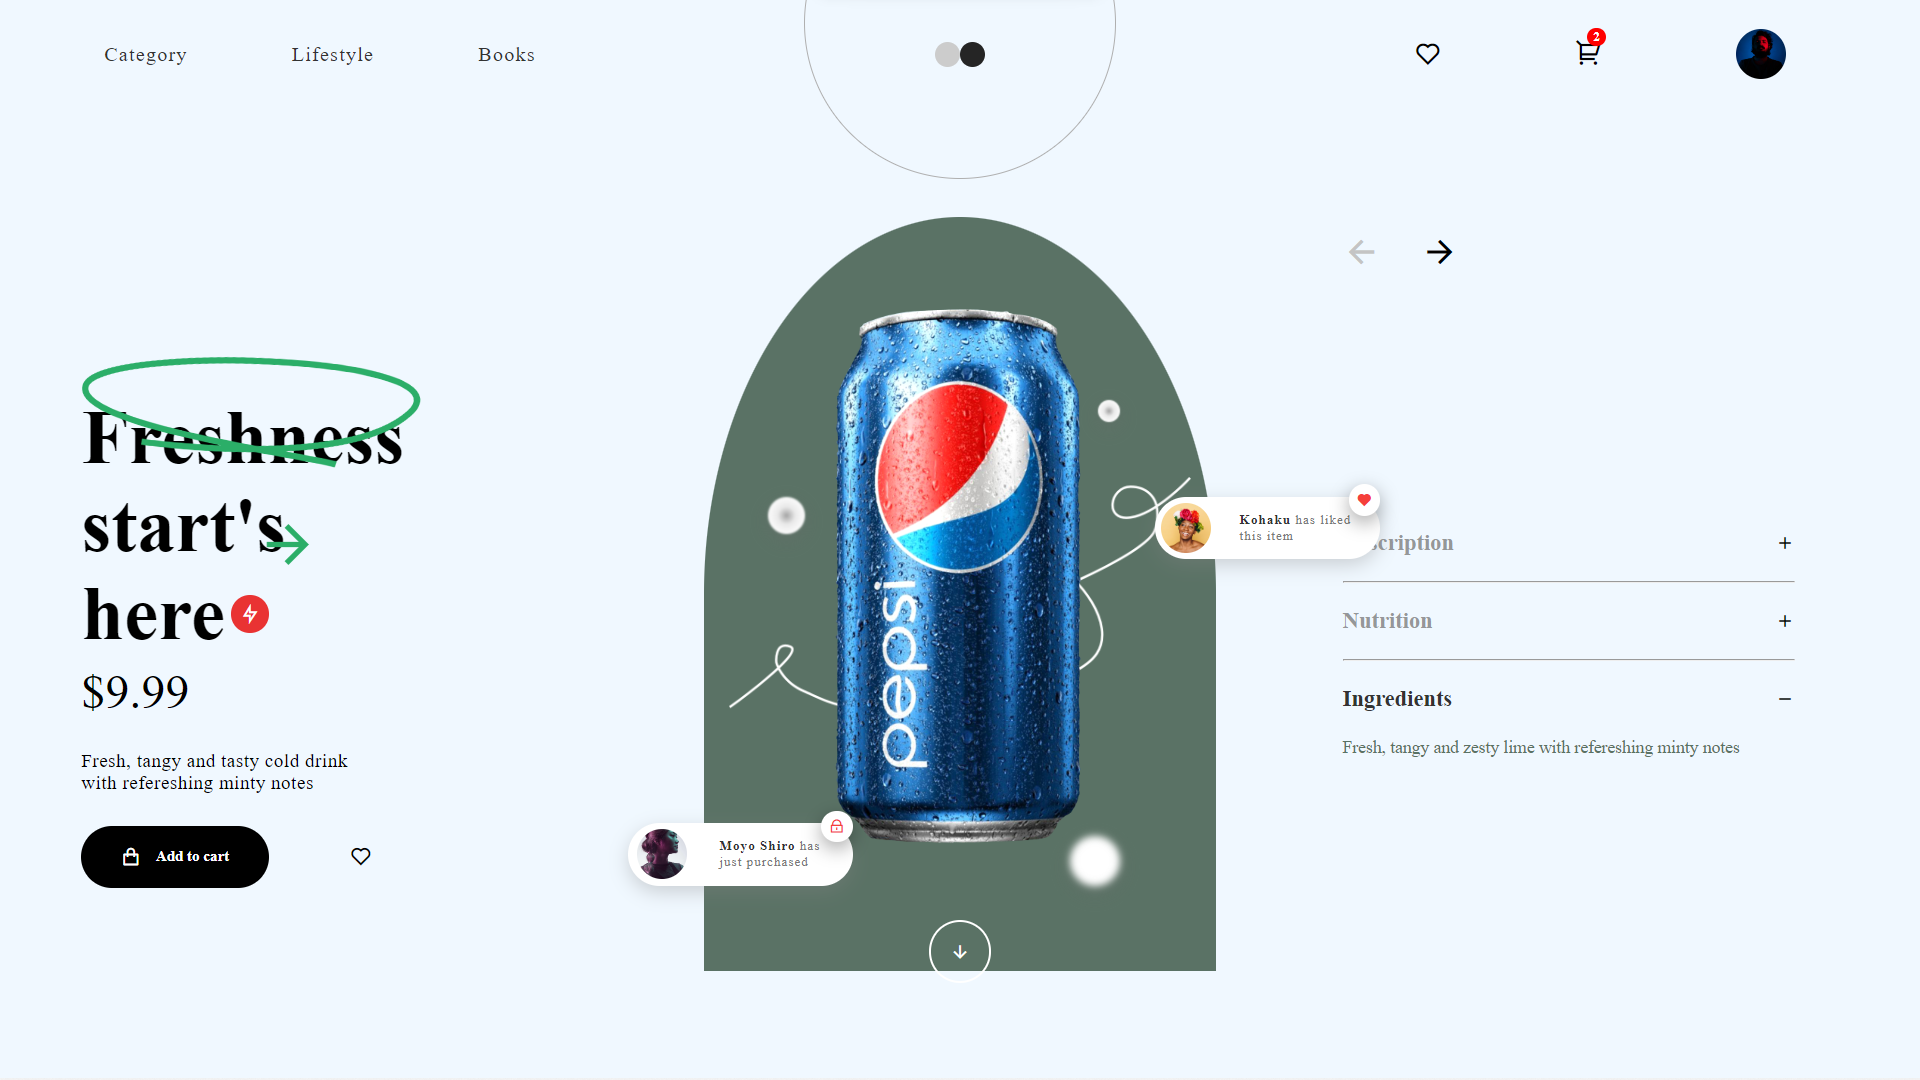 Category
Lifestyle
Books
2
Freshness
start's
here
$9.99
Fresh, tangy and tasty cold drink
with refereshing minty notes
Add to cart
pepsi
Kohaku has liked
this item
Moyo Shiro has
just purchased
scription
Nutrition
Ingredients
Fresh, tangy and zesty lime with refereshing minty notes